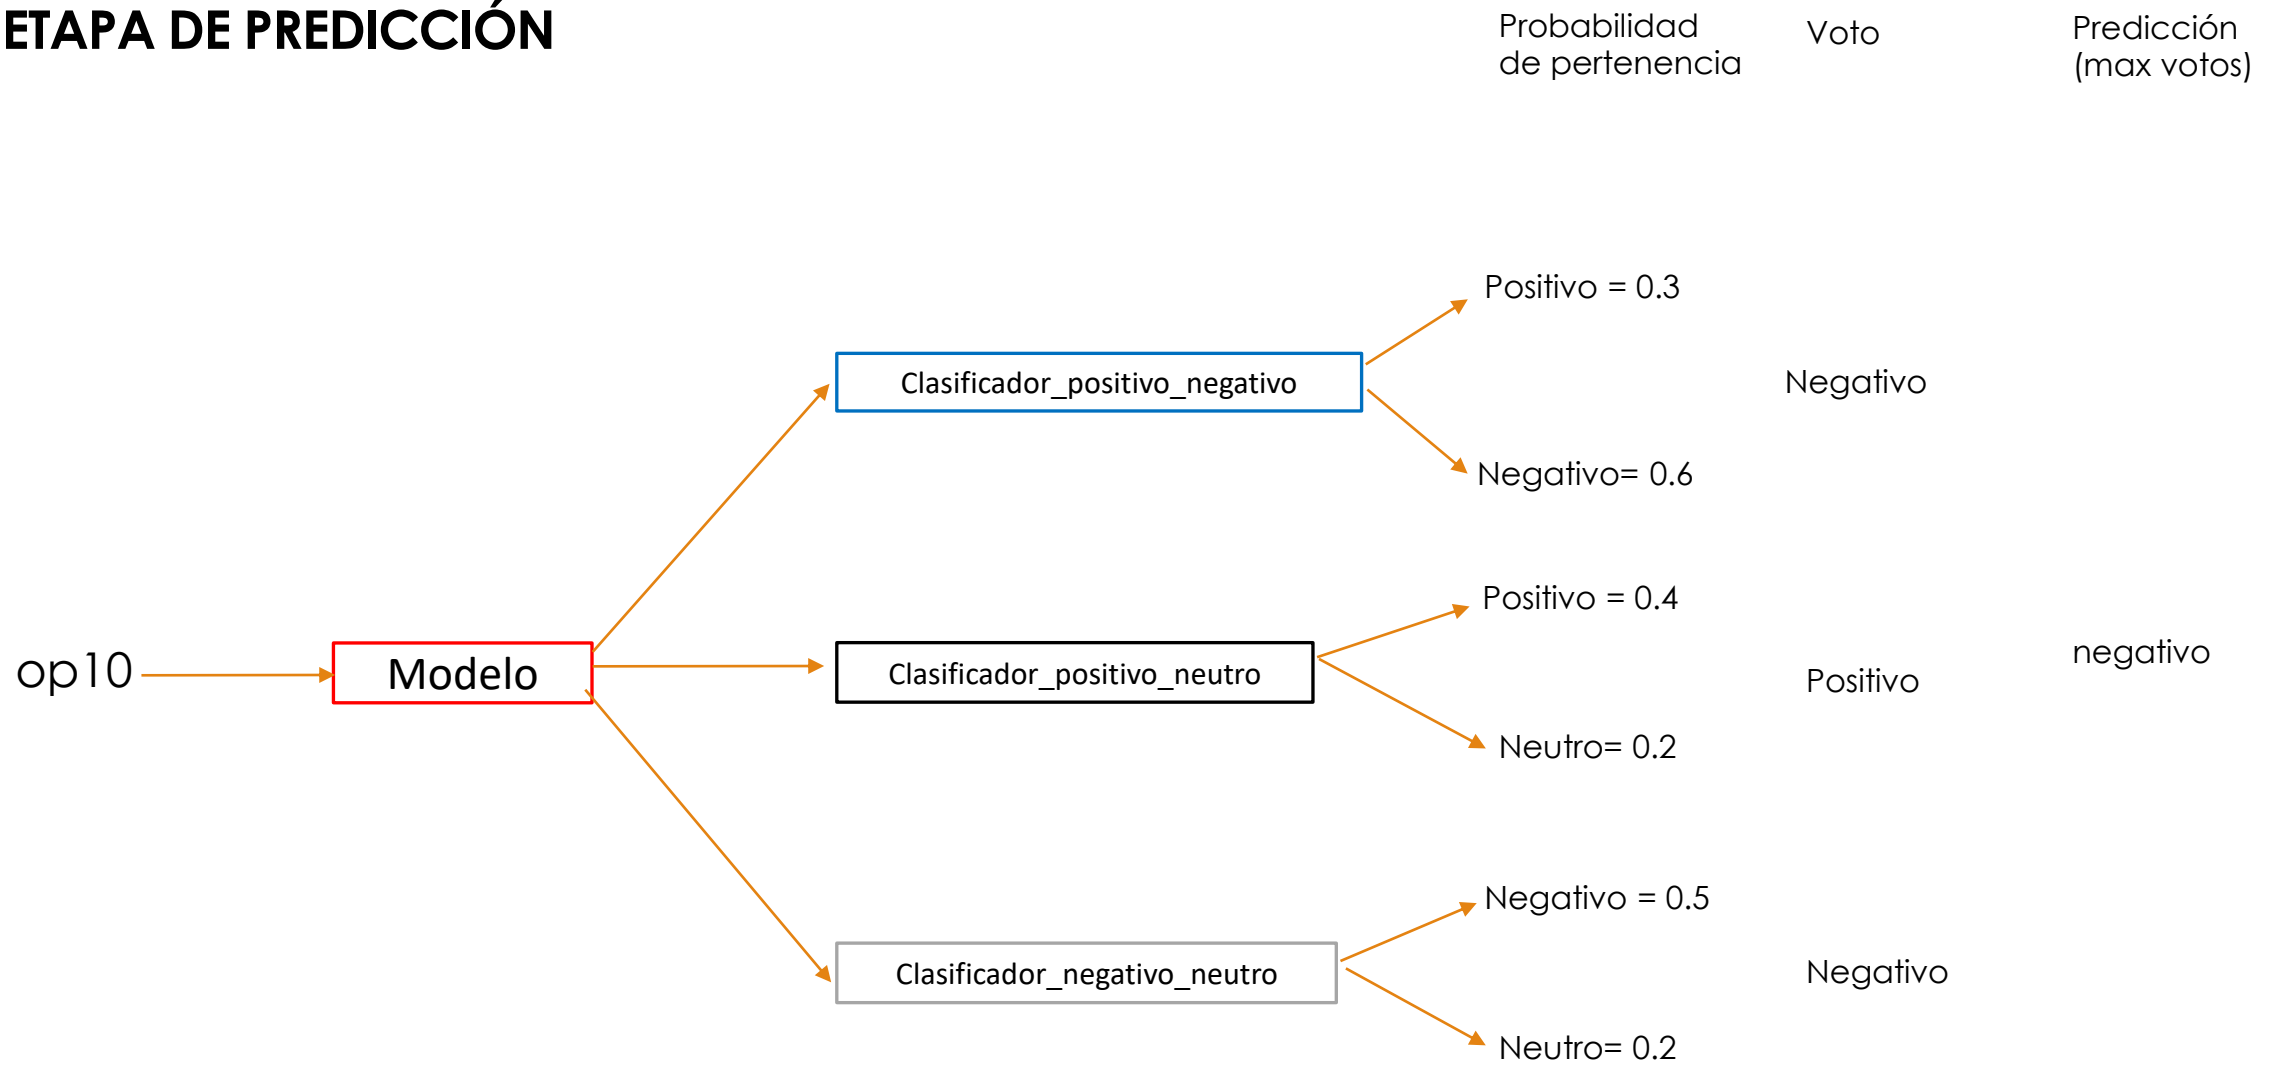 ETAPA DE PREDICCIÓN
Probabilidad
de pertenencia
Voto
Predicción
(max votos)
Positivo = 0.3
Clasificador_positivo_negativo
Negativo
Negativo= 0.6
Positivo = 0.4
op10
Modelo
Clasificador_positivo_neutro
Positivo
negativo
Neutro= 0.2
Negativo = 0.5
Clasificador_negativo_neutro
Negativo
Neutro= 0.2